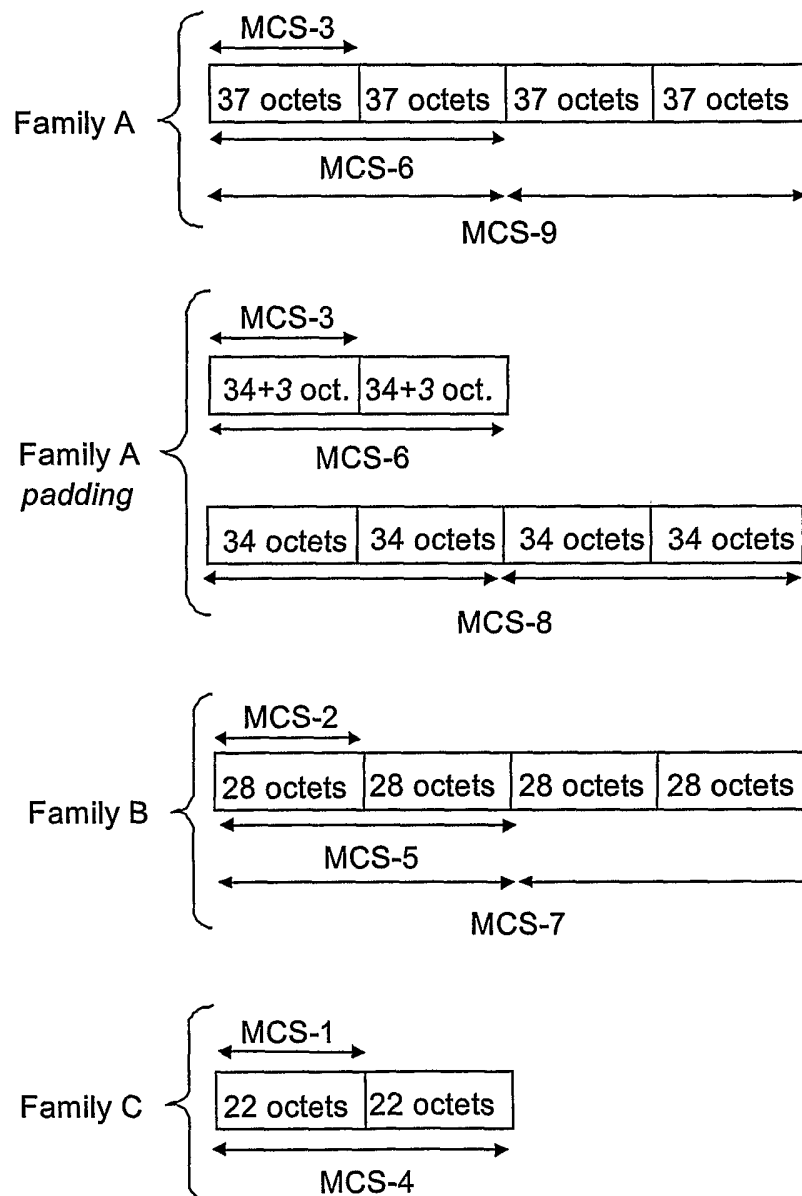 MCS-3
37 octets 37 octets 37 octets 37 octets
Family A
MCS-6
MCS-9
MCS-3
34+3 oct. 34+3 oct.
MCS-6
Family A
padding
34 octets 34 octets 34 octets 34 octets
MCS-8
MCS-2
28 octets 28 octets 28 octets 28 octets
Family B
MCS-5
MCS-7
MCS-1
22 octets 22 octets
Family C
MCS-4